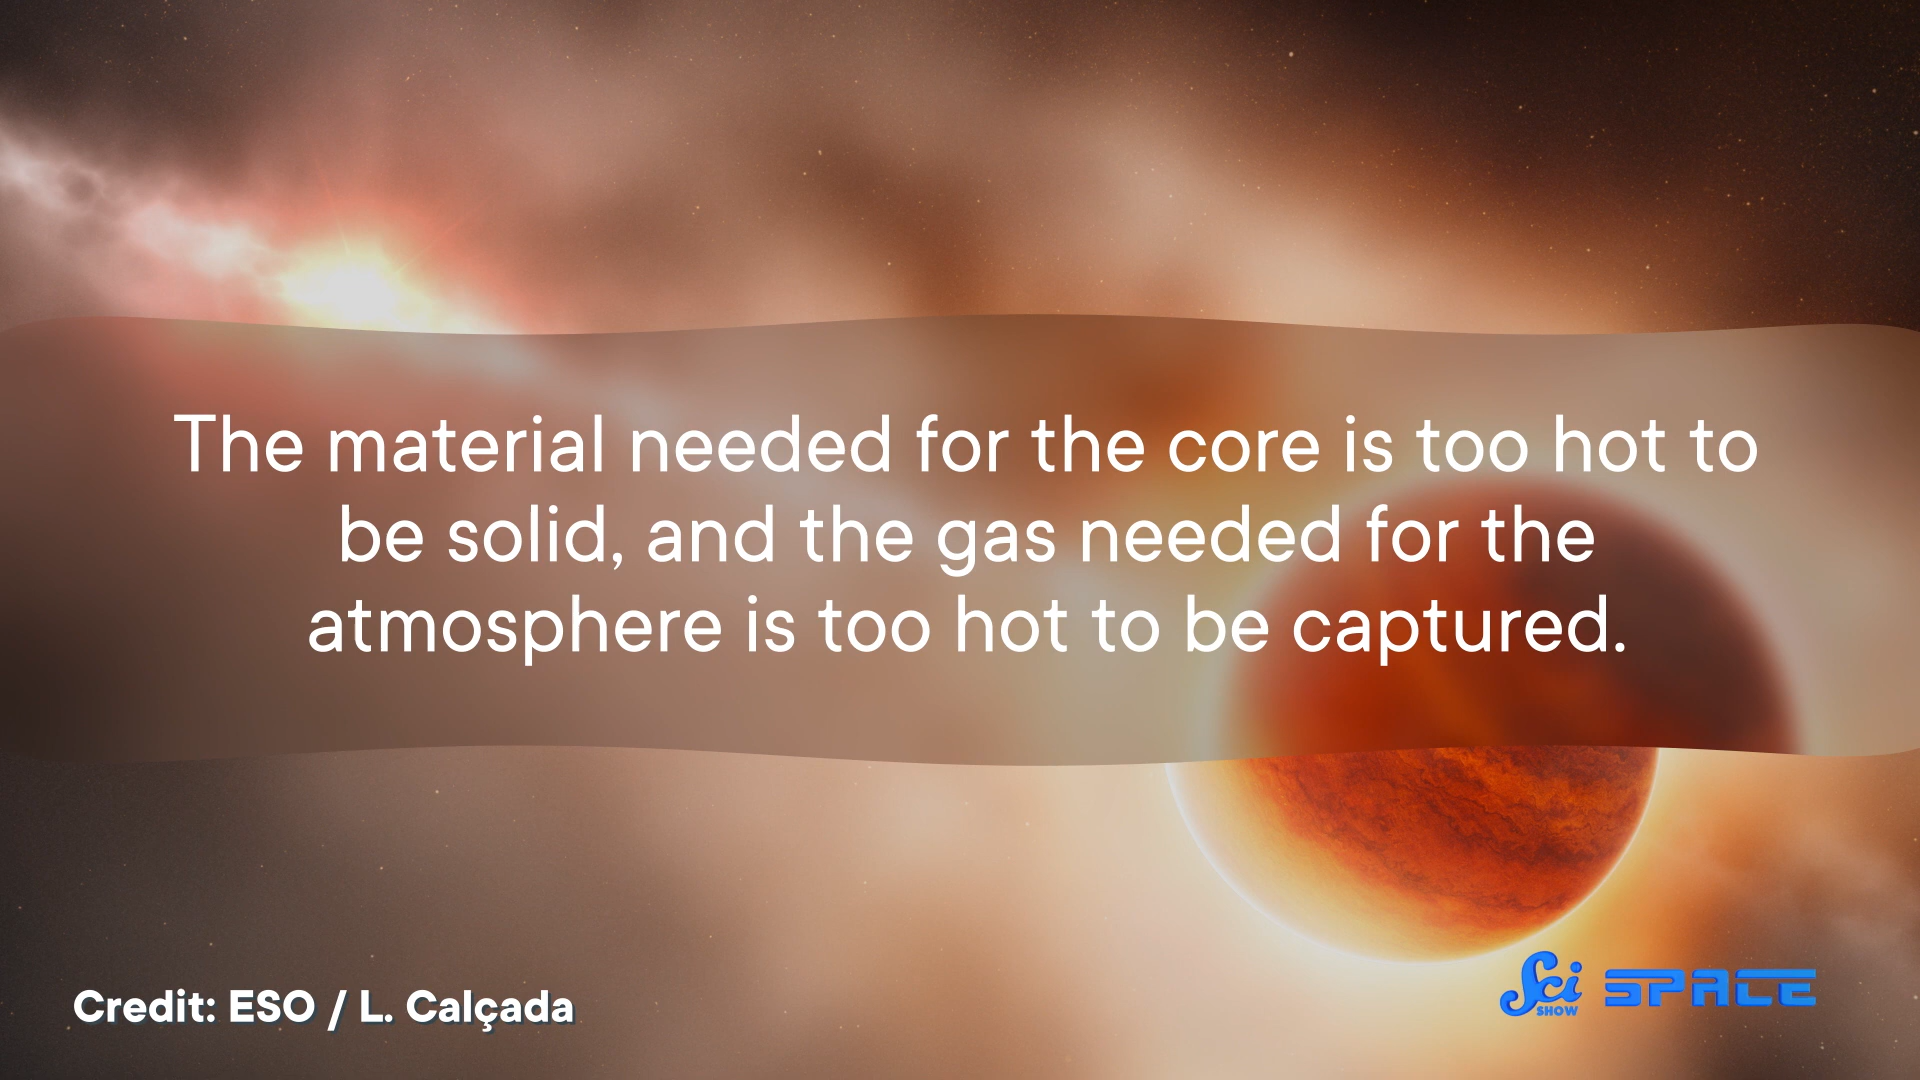 The material needed for the core is too hot to
be solid, and the gas needed for the
atmosphere is too hot to be captured.
Credit: ESO / L. Calçada
Sci SHOW SPACE